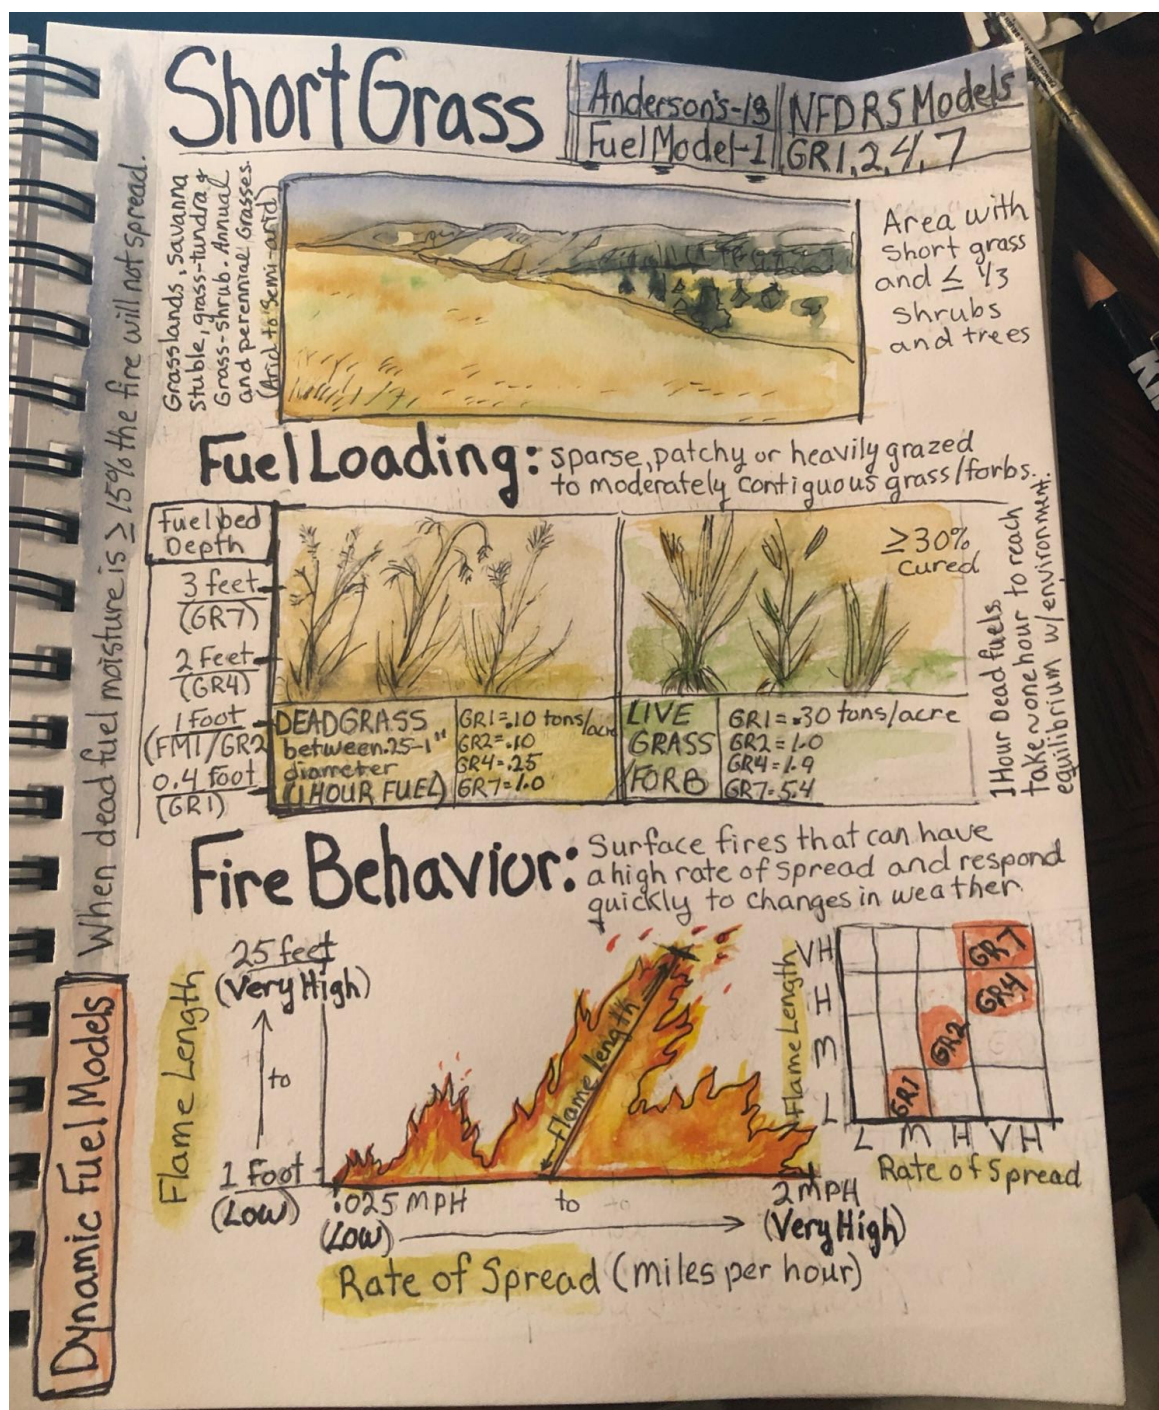 Short Grass
Anderson's-13
Fuel Model-1
NFDRS Models
GR1, 2, 4, 7
Grasslands, Savanna
Stuble, grass-tundra &
Grass-Shrub. Annual
and perennial Grasses.
(Arid to Semi-arid)
Area with
Short grass
and ≤ 1/3
Shrubs
and trees
When dead fuel moisture is ≥ 15% the fire will not spread.
Dynamic Fuel Models
Fuel Loading:
sparse, patchy or heavily grazed
to moderately contiguous grass/forbs.
Fuel bed
Depth
3 feet
(GR7)
2 Feet
(GR4)
1 Foot
(FM1/GR2
0.4 foot
(GR1)
≥30%
cured
DEAD GRASS
between .25-1"
diameter
(1 HOUR FUEL)
GR1=.10 tons/acre
GR2=.10
GR4=.25
GR7=1.0
LIVE
GRASS
/FORB
GR1=.30 tons/acre
GR2=1.0
GR4=1.9
GR7=5.4
1 Hour Dead fuels
take ~ one hour to reach
equilibrium w/environment.
Fire Behavior:
Surface fires that can have
a high rate of spread and respond
quickly to changes in weather
Flame Length
25 feet
(Very High)
to
1 Foot
(Low)
Flame length
.025 MPH
(Low)
to
2 MPH
(Very High)
Rate of Spread (miles per hour)
Flame Length
VH
H
M
L
GR7
GR4
GR2
GR1
L M H VH
Rate of Spread